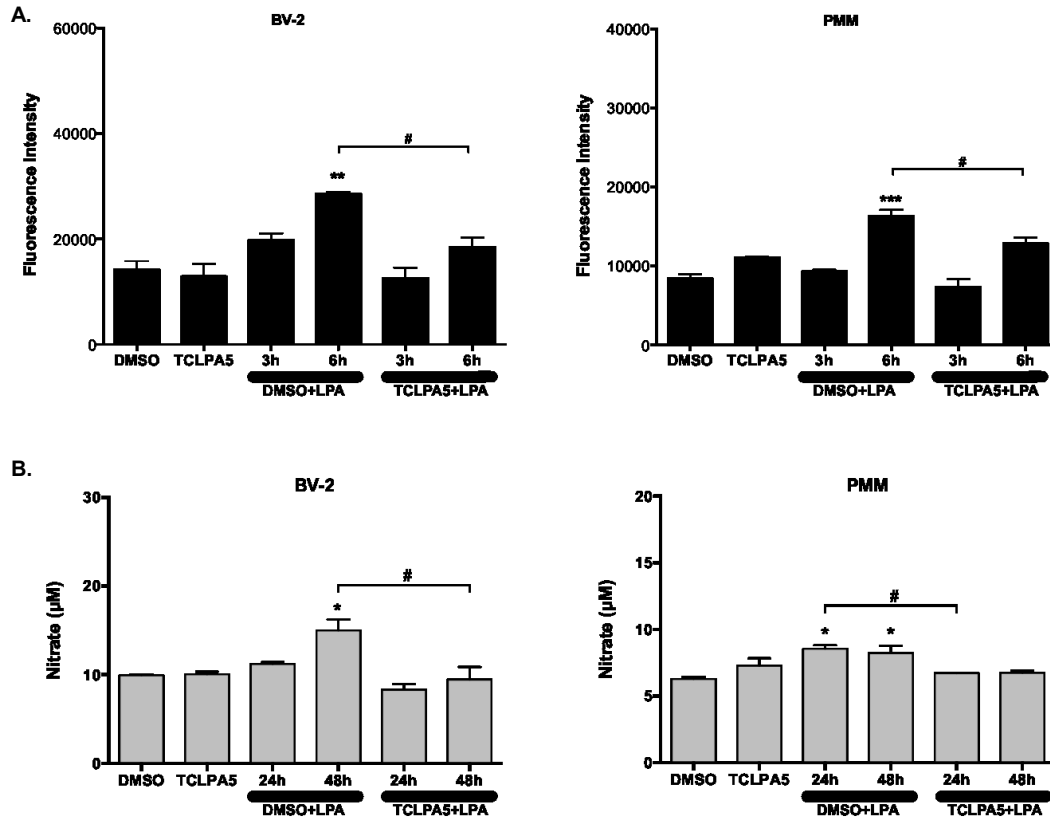 A.
BV-2
Fluorescence Intensity
60000
40000
20000
0
#
**
DMSO TCLPA5 3h 6h 3h 6h
DMSO+LPA TCLPA5+LPA
PMM
Fluorescence Intensity
40000
30000
20000
10000
0
#
***
DMSO TCLPA5 3h 6h 3h 6h
DMSO+LPA TCLPA5+LPA
B.
BV-2
Nitrate (µM)
30
20
10
0
#
*
DMSO TCLPA5 24h 48h 24h 48h
DMSO+LPA TCLPA5+LPA
PMM
Nitrate (µM)
20
15
10
5
0
#
* *
DMSO TCLPA5 24h 48h 24h 48h
DMSO+LPA TCLPA5+LPA